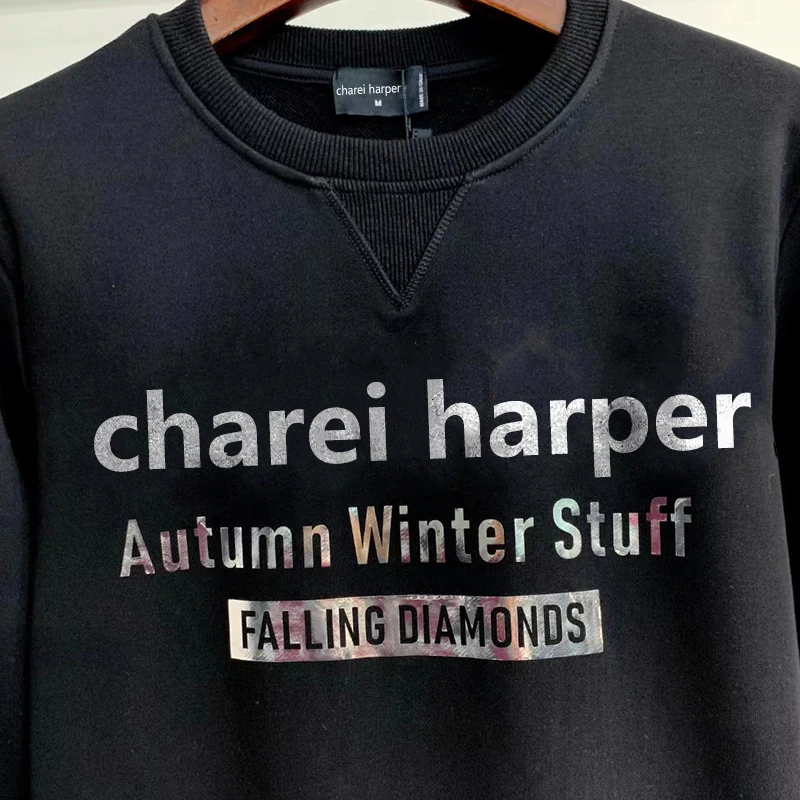 charei harper
M
charei harper
Autumn Winter Stuff
FALLING DIAMONDS